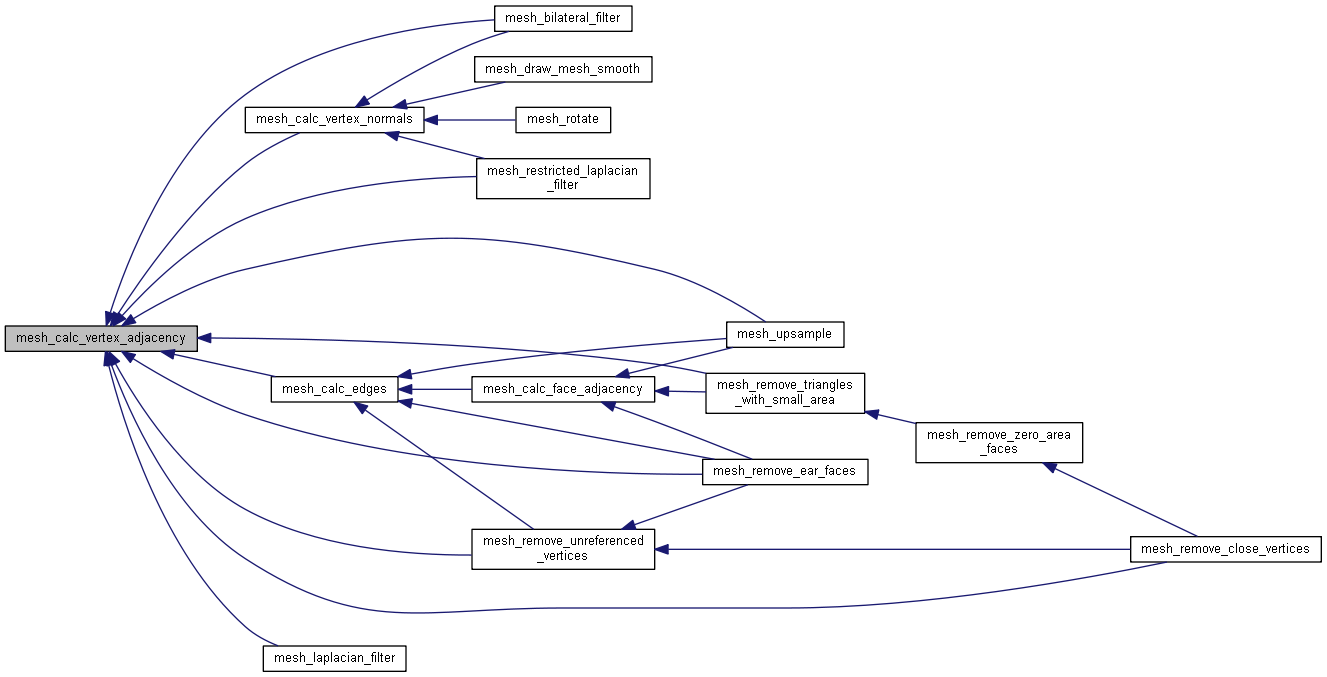 mesh_bilateral_filter
mesh_draw_mesh_smooth
mesh_calc_vertex_normals
mesh_rotate
mesh_restricted_laplacian
_filter
mesh_calc_vertex_adjacency
mesh_upsample
mesh_calc_edges
mesh_calc_face_adjacency
mesh_remove_triangles
_with_small_area
mesh_remove_zero_area
_faces
mesh_remove_ear_faces
mesh_remove_unreferenced
_vertices
mesh_remove_close_vertices
mesh_laplacian_filter